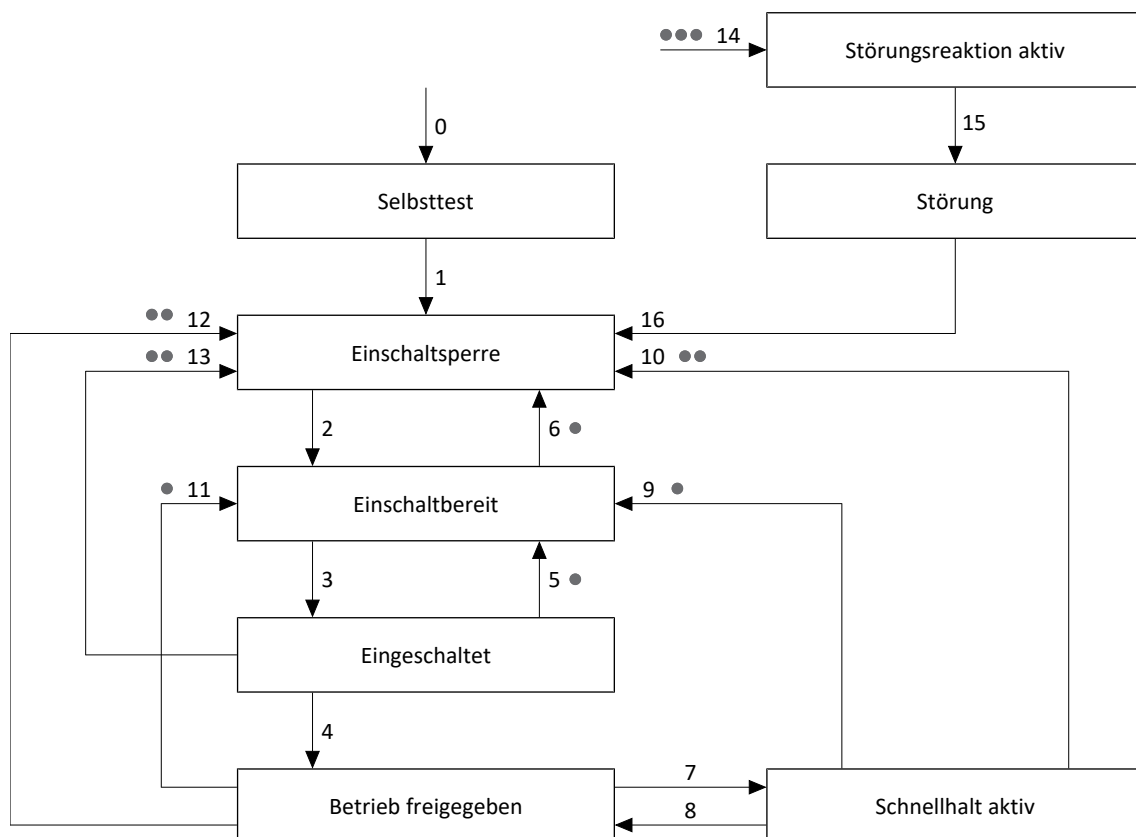 14 Störungsreaktion aktiv
0
15
Selbsttest
Störung
1
12
16
13
Einschaltsperre
10
2
6
11
Einschaltbereit
9
3
5
Eingeschaltet
4
Betrieb freigegeben
7
8
Schnellhalt aktiv